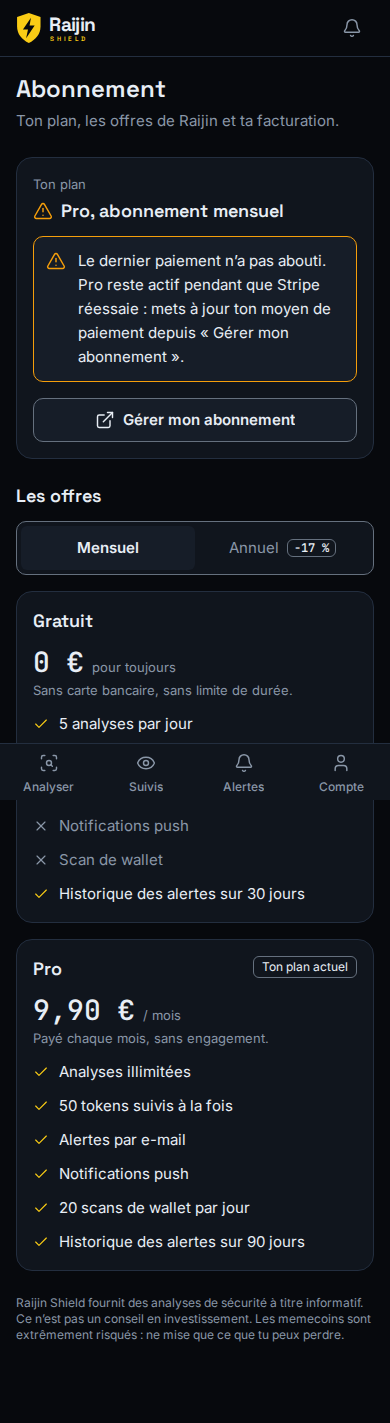 Raijin
SHIELD
Abonnement
Ton plan, les offres de Raijin et ta facturation.
Ton plan
Pro, abonnement mensuel
Le dernier paiement n’a pas abouti.
Pro reste actif pendant que Stripe
réessaie : mets à jour ton moyen de
paiement depuis « Gérer mon
abonnement ».
Gérer mon abonnement
Les offres
Mensuel
Annuel -17 %
Gratuit
0 € pour toujours
Sans carte bancaire, sans limite de durée.
5 analyses par jour
Analyser Suivis Alertes Compte
Notifications push
Scan de wallet
Historique des alertes sur 30 jours
Pro
Ton plan actuel
9,90 € / mois
Payé chaque mois, sans engagement.
Analyses illimitées
50 tokens suivis à la fois
Alertes par e-mail
Notifications push
20 scans de wallet par jour
Historique des alertes sur 90 jours
Raijin Shield fournit des analyses de sécurité à titre informatif.
Ce n’est pas un conseil en investissement. Les memecoins sont
extrêmement risqués : ne mise que ce que tu peux perdre.